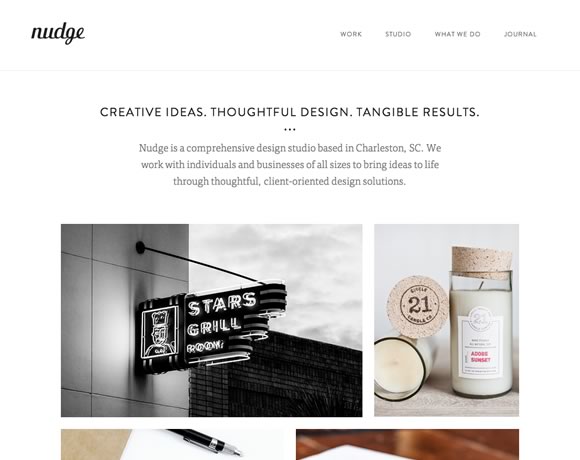 nudge
WORK STUDIO WHAT WE DO JOURNAL
CREATIVE IDEAS. THOUGHTFUL DESIGN. TANGIBLE RESULTS.
Nudge is a comprehensive design studio based in Charleston, SC. We
work with individuals and businesses of all sizes to bring ideas to life
through thoughtful, client-oriented design solutions.
STARS
GRILL
ROOM
21
CANDLE CO.
21
ADOBE
SUNSET